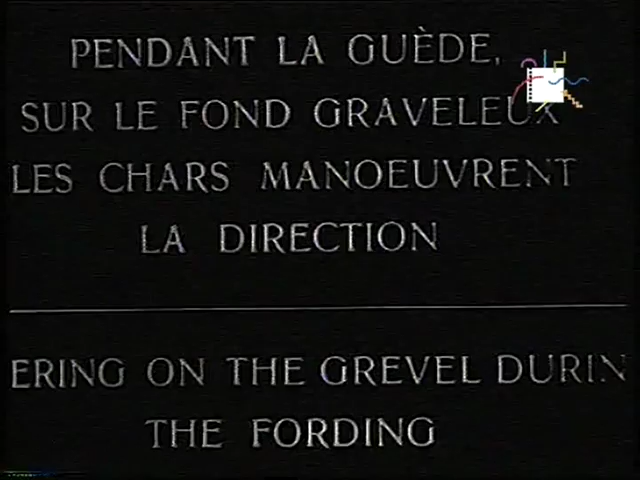 PENDANT LA GUÈDE,
SUR LE FOND GRAVELEUX
LES CHARS MANOEUVRENT
LA DIRECTION
ERING ON THE GREVEL DURIN
THE FORDING